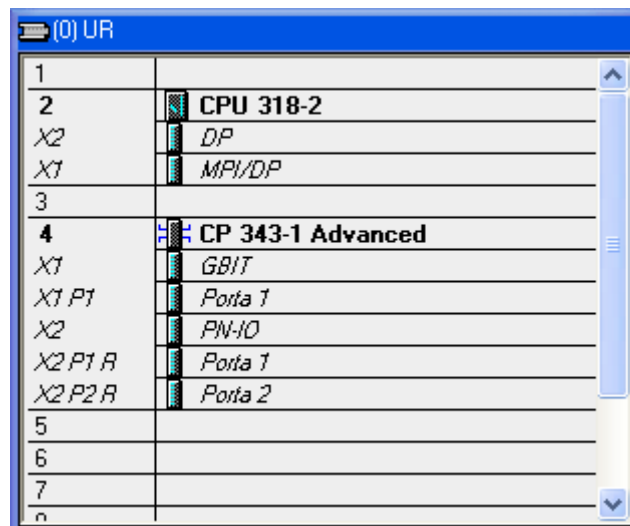 (0) UR
1
2 CPU 318-2
X2 DP
X1 MPI/DP
3
4 CP 343-1 Advanced
X1 GBIT
X1 P1 Porta 1
X2 PN-IO
X2 P1 R Porta 1
X2 P2 R Porta 2
5
6
7